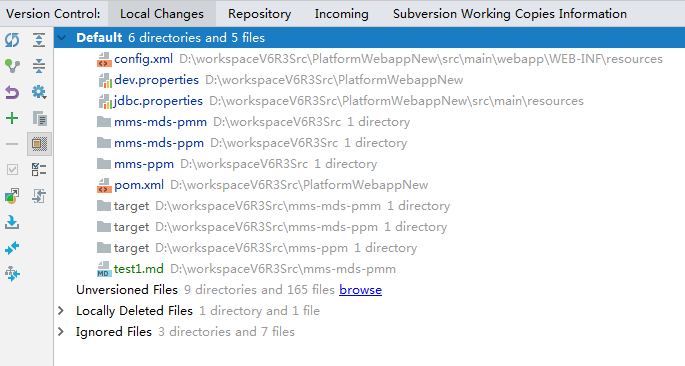 Version Control: Local Changes Repository Incoming Subversion Working Copies Information
Default 6 directories and 5 files
config.xml D:\workspaceV6R3Src\PlatformWebappNew\src\main\webapp\WEB-INF\resources
dev.properties D:\workspaceV6R3Src\PlatformWebappNew
jdbc.properties D:\workspaceV6R3Src\PlatformWebappNew\src\main\resources
mms-mds-pmm D:\workspaceV6R3Src 1 directory
mms-mds-ppm D:\workspaceV6R3Src 1 directory
mms-ppm D:\workspaceV6R3Src 1 directory
pom.xml D:\workspaceV6R3Src\PlatformWebappNew
target D:\workspaceV6R3Src\mms-mds-pmm 1 directory
target D:\workspaceV6R3Src\mms-mds-ppm 1 directory
target D:\workspaceV6R3Src\mms-ppm 1 directory
MD test1.md D:\workspaceV6R3Src\mms-mds-pmm
Unversioned Files 9 directories and 165 files browse
Locally Deleted Files 1 directory and 1 file
Ignored Files 3 directories and 7 files